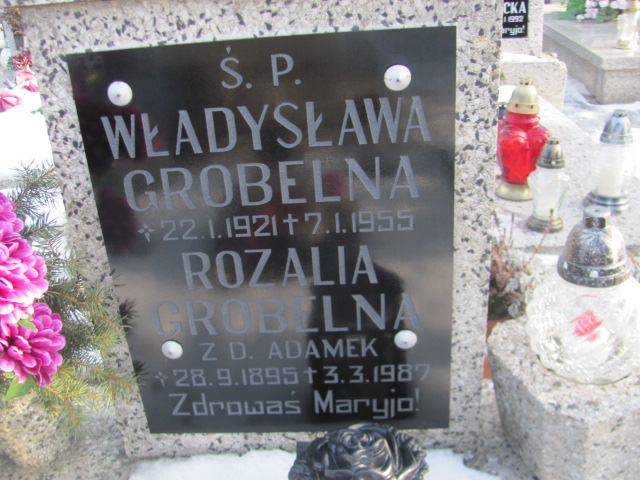 Ś. P.
WŁADYSŁAWA
GROBELNA
+ 22.1.1921 + 7.1.1955
ROZALIA
GROBELNA
Z D. ADAMEK
+ 28.9.1895 + 3.3.1987
Zdrowaś Maryjo!